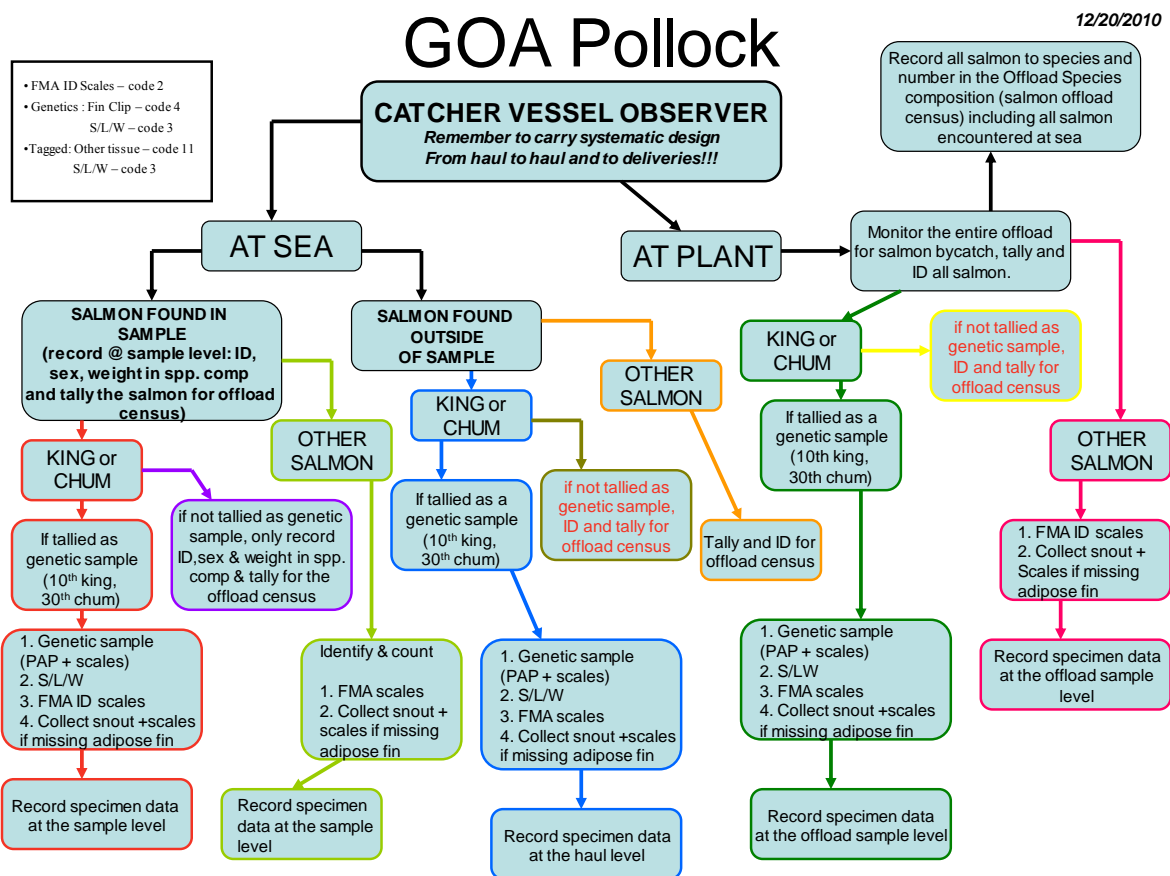 12/20/2010
GOA Pollock
• FMA ID Scales – code 2
• Genetics : Fin Clip – code 4
S/L/W – code 3
•Tagged: Other tissue – code 11
S/L/W – code 3
CATCHER VESSEL OBSERVER
Remember to carry systematic design
From haul to haul and to deliveries!!!
Record all salmon to species and
number in the Offload Species
composition (salmon offload
census) including all salmon
encountered at sea
AT SEA
AT PLANT
Monitor the entire offload
for salmon bycatch, tally and
ID all salmon.
SALMON FOUND IN
SAMPLE
(record @ sample level: ID,
sex, weight in spp. comp
and tally the salmon for offload
census)
SALMON FOUND
OUTSIDE
OF SAMPLE
KING or
CHUM
if not tallied as
genetic sample,
ID and tally for
offload census
OTHER
SALMON
KING or
CHUM
If tallied as a
genetic sample
(10th king,
30th chum)
OTHER
SALMON
OTHER
SALMON
KING or
CHUM
If tallied as
genetic sample
(10th king,
30th chum)
if not tallied as genetic
sample, only record
ID,sex & weight in spp.
comp & tally for the
offload census
If tallied as a
genetic sample
(10th king,
30th chum)
if not tallied as
genetic sample,
ID and tally for
offload census
Tally and ID for
offload census
1. FMA ID scales
2. Collect snout +
Scales if missing
adipose fin
1. Genetic sample
(PAP + scales)
2. S/L/W
3. FMA ID scales
4. Collect snout +scales
if missing adipose fin
Identify & count
1. FMA scales
2. Collect snout +
scales if missing
adipose fin
1. Genetic sample
(PAP + scales)
2. S/L/W
3. FMA scales
4. Collect snout +scales
if missing adipose fin
1. Genetic sample
(PAP + scales)
2. S/LW
3. FMA scales
4. Collect snout +scales
if missing adipose fin
Record specimen data
at the offload sample
level
Record specimen data
at the sample level
Record specimen
data at the sample
level
Record specimen data
at the haul level
Record specimen data
at the offload sample level